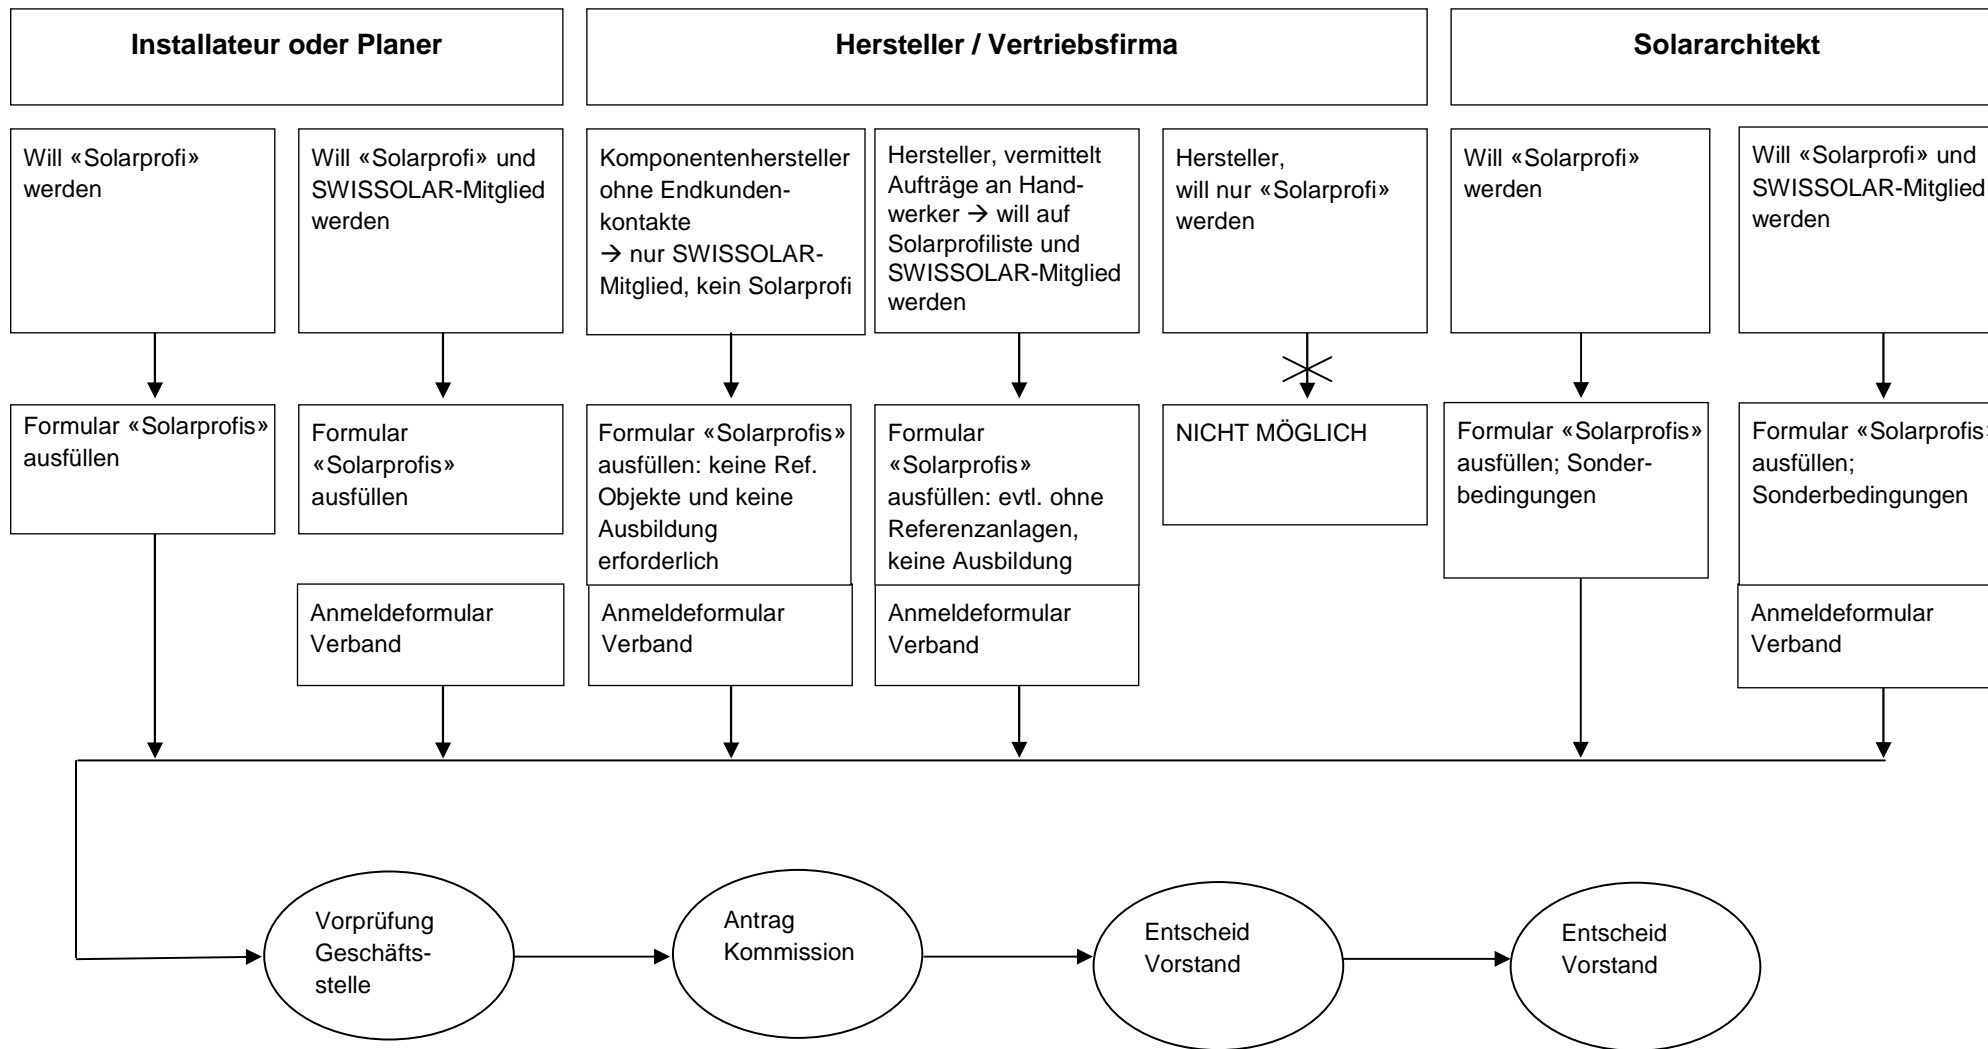 Installateur oder Planer
Hersteller / Vertriebsfirma
Solararchitekt
Will «Solarprofi»
werden
Will «Solarprofi» und
SWISSOLAR-Mitglied
werden
Komponentenhersteller
ohne Endkunden-
kontakte
→ nur SWISSOLAR-
Mitglied, kein Solarprofi
Hersteller, vermittelt
Aufträge an Hand-
werker → will auf
Solarprofiliste und
SWISSOLAR-Mitglied
werden
Hersteller,
will nur «Solarprofi»
werden
Will «Solarprofi»
werden
Will «Solarprofi» und
SWISSOLAR-Mitglied
werden
Formular «Solarprofis»
ausfüllen
Formular
«Solarprofis»
ausfüllen
Formular «Solarprofis»
ausfüllen: keine Ref.
Objekte und keine
Ausbildung
erforderlich
Formular
«Solarprofis»
ausfüllen: evtl. ohne
Referenzanlagen,
keine Ausbildung
NICHT MÖGLICH
Formular «Solarprofis»
ausfüllen; Sonder-
bedingungen
Formular «Solarprofis»
ausfüllen;
Sonderbedingungen
Anmeldeformular
Verband
Anmeldeformular
Verband
Anmeldeformular
Verband
Anmeldeformular
Verband
Vorprüfung
Geschäfts-
stelle
Antrag
Kommission
Entscheid
Vorstand
Entscheid
Vorstand